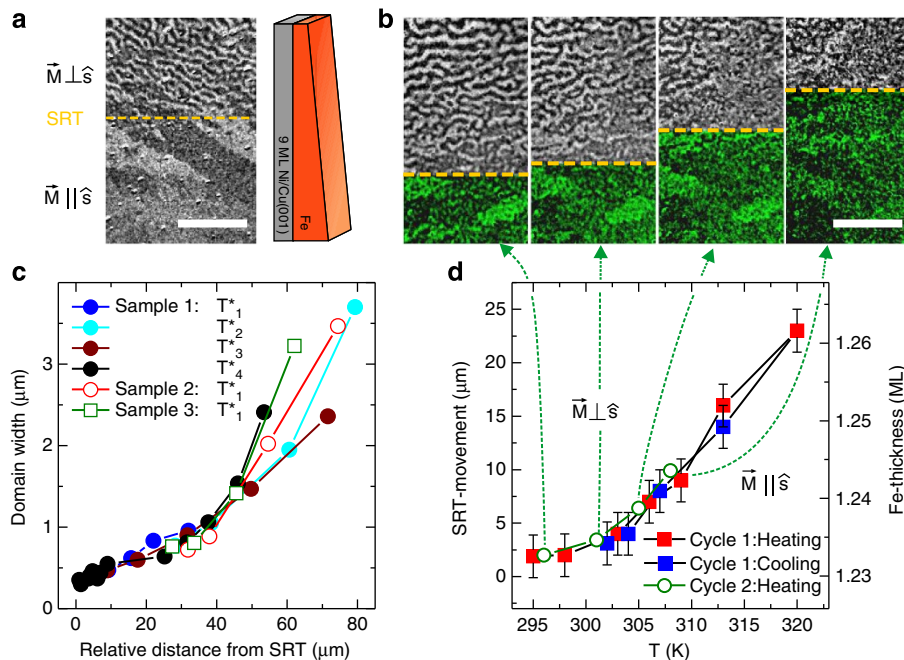 a
M⊥ŝ
SRT
M||ŝ
9 ML Ni/Cu(001)
Fe
b
c
Domain width (μm)
3
2
1
0
0 20 40 60 80
Relative distance from SRT (μm)
Sample 1: T*1
T*2
T*3
T*4
Sample 2: T*1
Sample 3: T*1
d
SRT-movement (μm)
25
20
15
10
5
0
295 300 305 310 315 320
T (K)
Fe-thickness (ML)
1.26
1.25
1.24
1.23
M⊥ŝ
M||ŝ
Cycle 1:Heating
Cycle 1:Cooling
Cycle 2:Heating